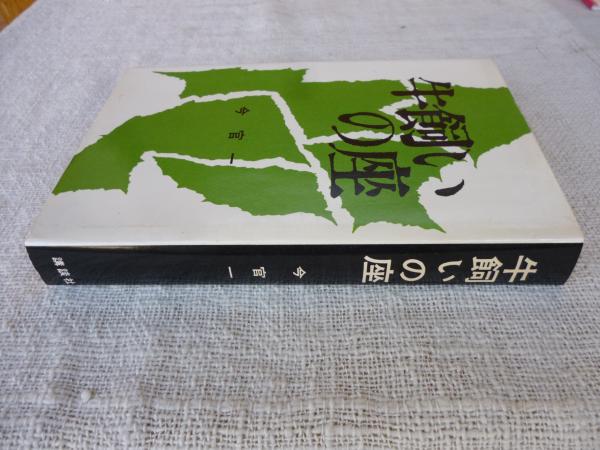 牛飼い
の座
今官一
牛飼いの座
今官一
講談社